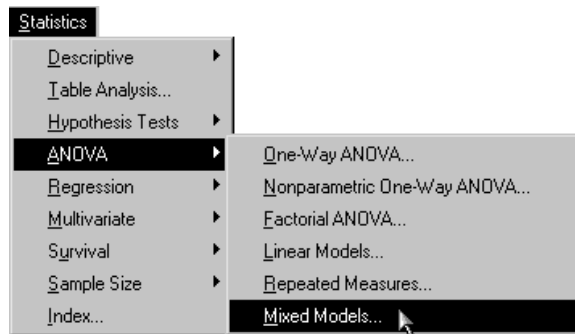 Statistics
Descriptive
Table Analysis...
Hypothesis Tests
ANOVA
Regression
Multivariate
Survival
Sample Size
Index...
One-Way ANOVA...
Nonparametric One-Way ANOVA...
Factorial ANOVA...
Linear Models...
Repeated Measures...
Mixed Models...